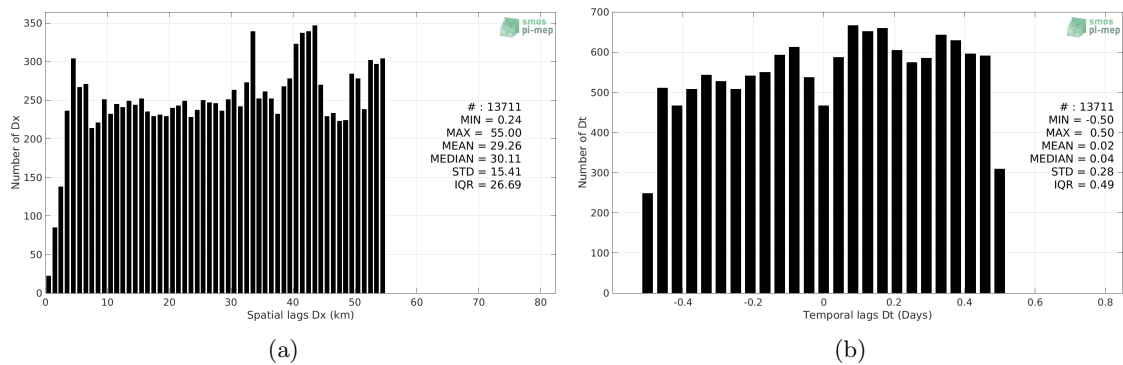 350
300
250
200
150
100
50
0
Number of Dx
0 10 20 30 40 50 60 70 80
Spatial lags Dx (km)
smos
pi-mep
# : 13711
MIN = 0.24
MAX = 55.00
MEAN = 29.26
MEDIAN = 30.11
STD = 15.41
IQR = 26.69
(a)
700
600
500
400
300
200
100
0
Number of Dt
-0.4 -0.2 0 0.2 0.4 0.6 0.8
Temporal lags Dt (Days)
smos
pi-mep
# : 13711
MIN = -0.50
MAX = 0.50
MEAN = 0.02
MEDIAN = 0.04
STD = 0.28
IQR = 0.49
(b)